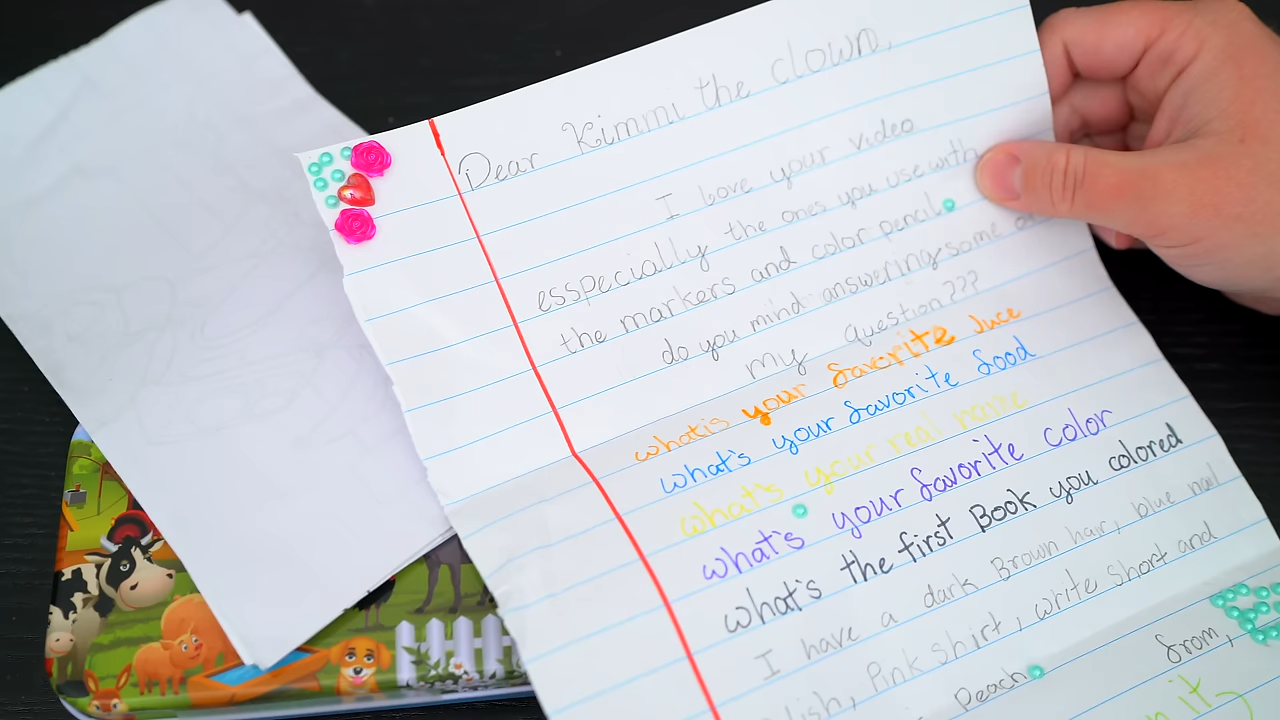 Dear Kimmi the clown,
I love your video
esspecially the ones you use with
the markers and color pencil
do you mind answering some
my question???
whatis your favorite Juce
what's your favorite food
what's your real name
what's your favorite color
what's the first Book you colored
I have a dark Brown hair, blue nail
lish, Pink shirt, write short and
Peach
from,
it